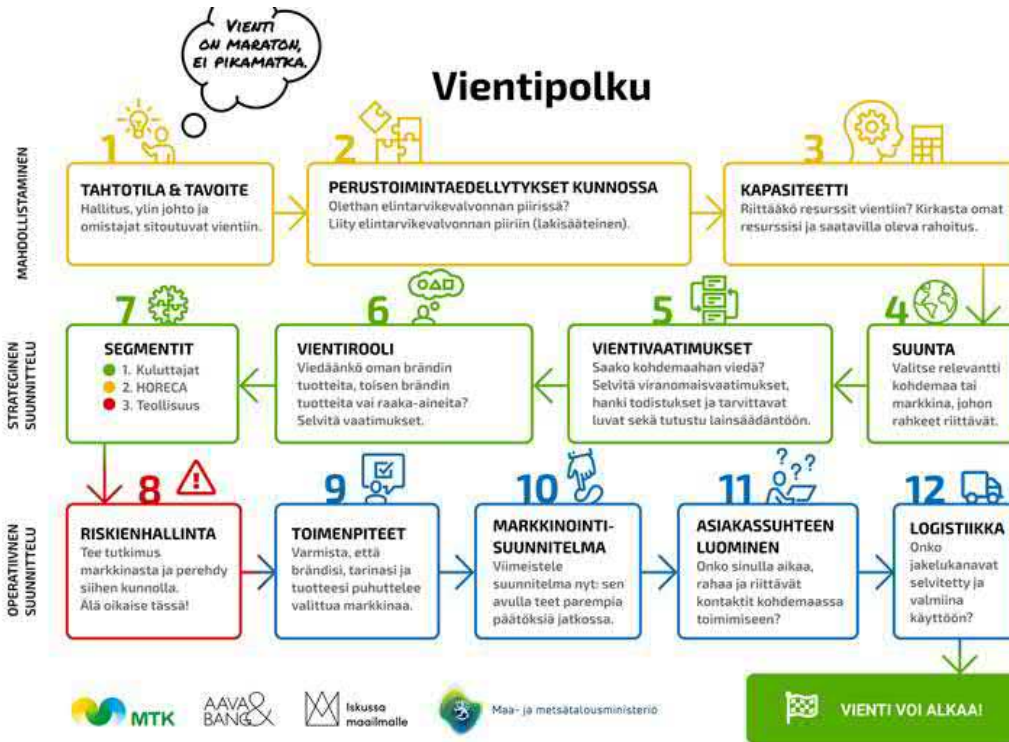 VIENTI
ON MARATON,
EI PIKAMATKA.
Vientipolku
MAHDOLLISTAMINEN
1
TAHTOTILA & TAVOITE
Hallitus, ylin johto ja
omistajat sitoutuvat vientiin.
2
PERUSTOIMINTAEDELLYTYKSET KUNNOSSA
Olethan elintarvikevalvonnan piirissä?
Liity elintarvikevalvonnan piiriin (lakisääteinen).
3
KAPASITEETTI
Riittääkö resurssit vientiin? Kirkasta omat
resurssisi ja saatavilla oleva rahoitus.
STRATEGINEN
SUUNNITTELU
4
SUUNTA
Valitse relevantti
kohdemaa tai
markkina, johon
rahkeet riittävät.
5
VIENTIVAATIMUKSET
Saako kohdemaahan viedä?
Selvitä viranomaisvaatimukset,
hanki todistukset ja tarvittavat
luvat sekä tutustu lainsäädäntöön.
6
VIENTIROOLI
Viedäänkö oman brändin
tuotteita, toisen brändin
tuotteita vai raaka-aineita?
Selvitä vaatimukset.
7
SEGMENTIT
1. Kuluttajat
2. HORECA
3. Teollisuus
OPERATIIVNEN
SUUNNITTELU
8
RISKIENHALLINTA
Tee tutkimus
markkinasta ja perehdy
siihen kunnolla.
Älä oikaise tässä!
9
TOIMENPITEET
Varmista, että
brändisi, tarinasi ja
tuotteesi puhuttelee
valittua markkinaa.
10
MARKKINOINTI-
SUUNNITELMA
Viimeistele
suunnitelma nyt: sen
avulla teet parempia
päätöksiä jatkossa.
11
???
ASIAKASSUHTEEN
LUOMINEN
Onko sinulla aikaa,
rahaa ja riittävät
kontaktit kohdemaassa
toimimiseen?
12
LOGISTIIKKA
Onko
jakelukanavat
selvitetty ja
valmiina
käyttöön?
MTK
AAVA&
BANG
Iskussa
maailmalle
Maa- ja metsätalousministeriö
VIENTI VOI ALKAA!